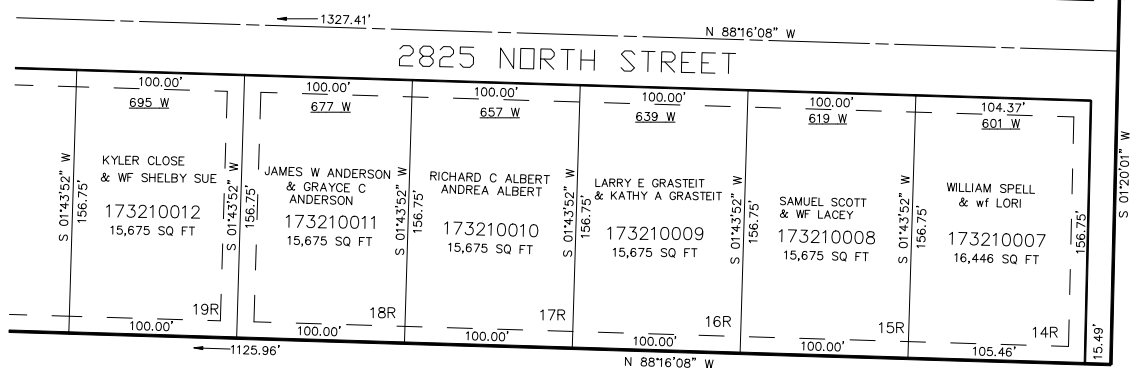 1327.41'
N 88°16'08" W
2825 NORTH STREET
100.00'
695 W
KYLER CLOSE
& WF SHELBY SUE
173210012
15,675 SQ FT
19R
100.00'
S 01°43'52" W
156.75'
100.00'
677 W
JAMES W ANDERSON
& GRAYCE C
ANDERSON
173210011
15,675 SQ FT
18R
100.00'
S 01°43'52" W
156.75'
100.00'
657 W
RICHARD C ALBERT
ANDREA ALBERT
173210010
15,675 SQ FT
17R
100.00'
S 01°43'52" W
156.75'
100.00'
639 W
LARRY E GRASTEIT
& KATHY A GRASTEIT
173210009
15,675 SQ FT
16R
100.00'
S 01°43'52" W
156.75'
100.00'
619 W
SAMUEL SCOTT
& WF LACEY
173210008
15,675 SQ FT
15R
100.00'
S 01°43'52" W
156.75'
104.37'
601 W
WILLIAM SPELL
& wf LORI
173210007
16,446 SQ FT
14R
105.46'
S 01°43'52" W
156.75'
156.75'
15.49'
S 01°20'01" W
1125.96'
N 88°16'08" W